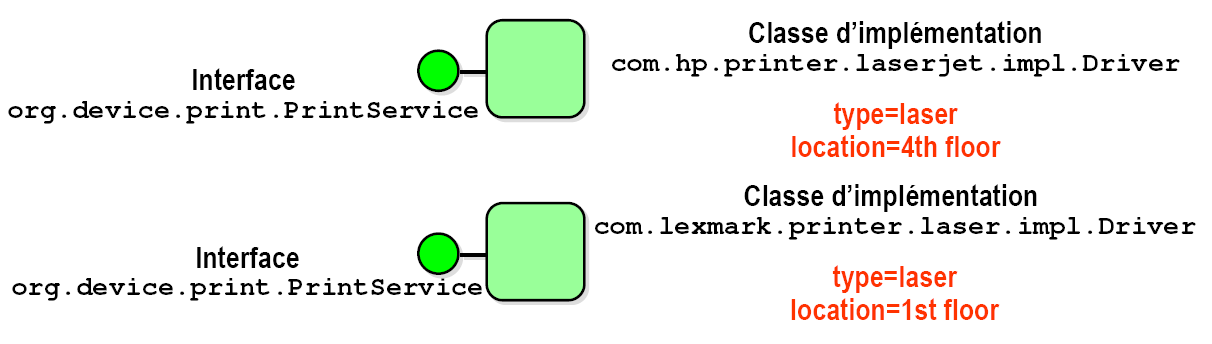 Interface
org.device.print.PrintService
Classe d’implémentation
com.hp.printer.laserjet.impl.Driver
type=laser
location=4th floor
Interface
org.device.print.PrintService
Classe d’implémentation
com.lexmark.printer.laser.impl.Driver
type=laser
location=1st floor